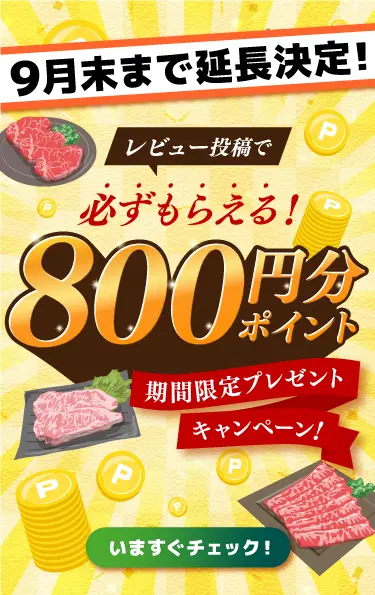 9月末まで延長決定!
レビュー投稿で
必ずもらえる!
800円分
ポイント
期間限定プレゼント
キャンペーン!
P
P
P
P
P
P
いますぐチェック!